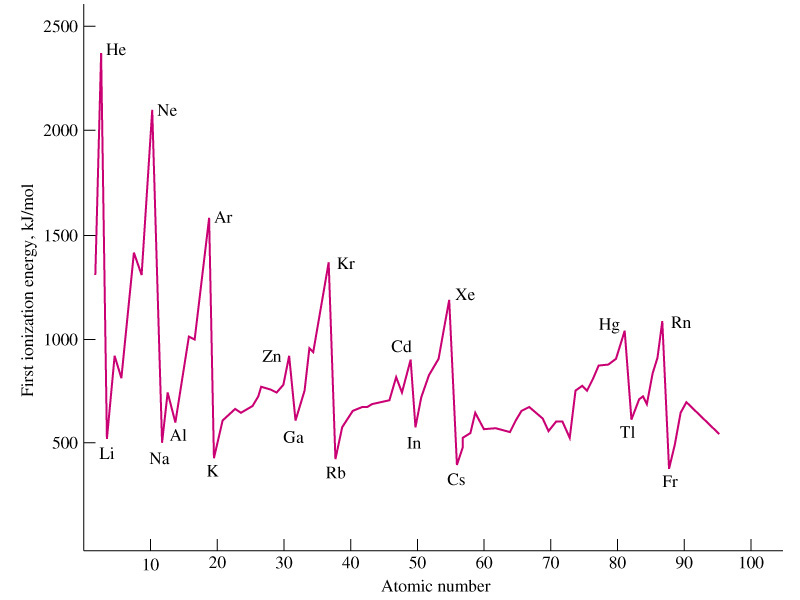 2500
He
Ne
2000
Ar
1500
Kr
Xe
Hg
Rn
1000
Cd
Zn
First ionization energy, kJ/mol
500
Li
Na
Al
K
Ga
Rb
In
Cs
Tl
Fr
10 20 30 40 50 60 70 80 90 100
Atomic number